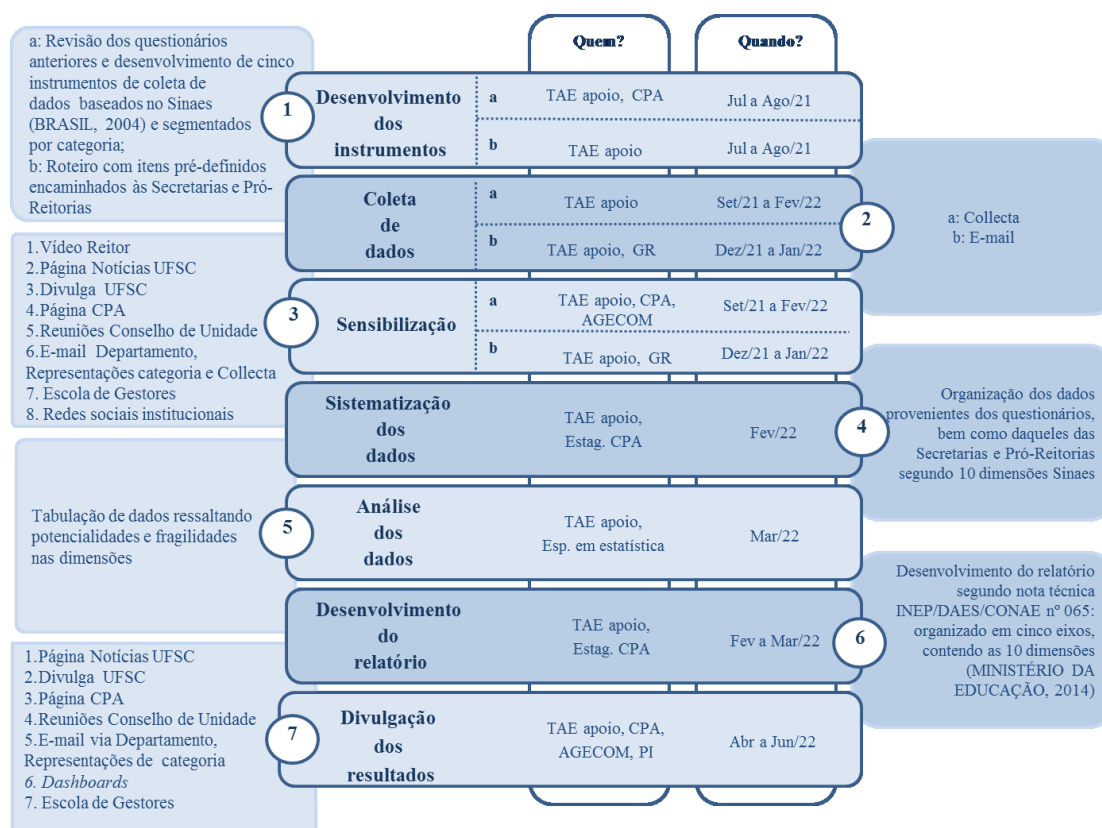 Quem?
Quando?
a: Revisão dos questionários
anteriores e desenvolvimento de cinco
instrumentos de coleta de
dados baseados no Sinaes
(BRASIL, 2004) e segmentados
por categoria;
b: Roteiro com itens pré-definidos
encaminhados às Secretarias e Pró-
Reitorias
1
Desenvolvimento
dos
instrumentos
a
TAE apoio, CPA
Jul a Ago/21
b
TAE apoio
Jul a Ago/21
Coleta
de
dados
a
TAE apoio
Set/21 a Fev/22
b
TAE apoio, GR
Dez/21 a Jan/22
2
a: Collecta
b: E-mail
1.Vídeo Reitor
2.Página Notícias UFSC
3.Divulga UFSC
4.Página CPA
5.Reuniões Conselho de Unidade
6.E-mail Departamento,
Representações categoria e Collecta
7. Escola de Gestores
8. Redes sociais institucionais
3
Sensibilização
a
TAE apoio, CPA,
AGECOM
Set/21 a Fev/22
b
TAE apoio, GR
Dez/21 a Jan/22
Sistematização
dos
dados
TAE apoio,
Estag. CPA
Fev/22
4
Organização dos dados
provenientes dos questionários,
bem como daqueles das
Secretarias e Pró-Reitorias
segundo 10 dimensões Sinaes
Tabulação de dados ressaltando
potencialidades e fragilidades
nas dimensões
5
Análise
dos
dados
TAE apoio,
Esp. em estatística
Mar/22
Desenvolvimento
do
relatório
TAE apoio,
Estag. CPA
Fev a Mar/22
6
Desenvolvimento do relatório
segundo nota técnica
INEP/DAES/CONAE nº 065:
organizado em cinco eixos,
contendo as 10 dimensões
(MINISTÉRIO DA
EDUCAÇÃO, 2014)
1.Página Notícias UFSC
2.Divulga UFSC
3.Página CPA
4.Reuniões Conselho de Unidade
5.E-mail via Departamento,
Representações de categoria
6. Dashboards
7. Escola de Gestores
7
Divulgação
dos
resultados
TAE apoio, CPA,
AGECOM, PI
Abr a Jun/22